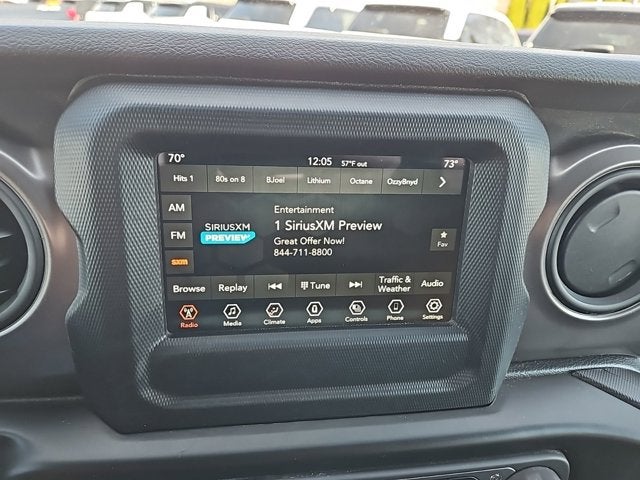 70° 12:05 57°F out 73°
Hits 1 80s on 8 BJoel Lithium Octane OzzyBnyd
AM
FM
sxm
SIRIUSXM
PREVIEW
Entertainment
1 SiriusXM Preview
Great Offer Now!
844-711-8800
Fav
Browse Replay Tune Traffic & Weather Audio
Radio Media Climate Apps Controls Phone Settings